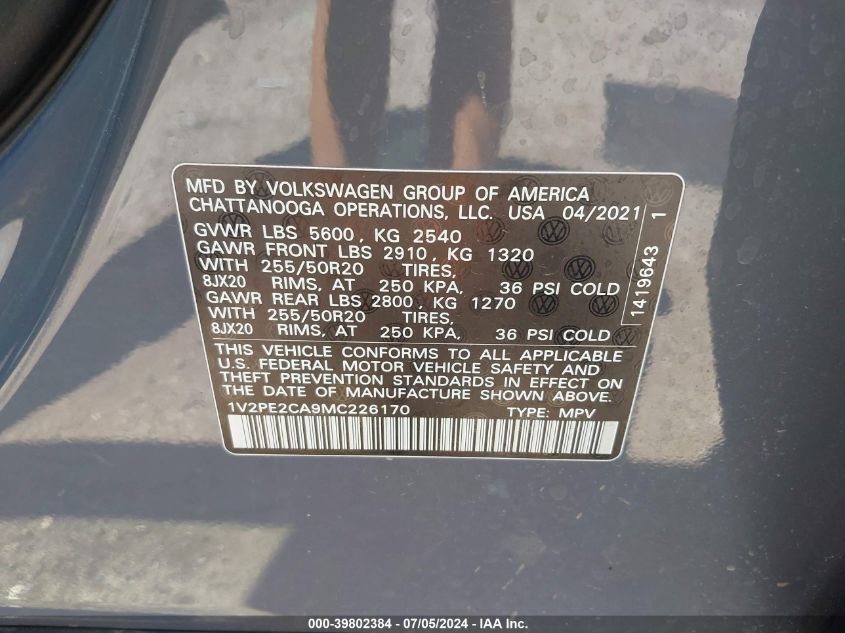 MFD BY VOLKSWAGEN GROUP OF AMERICA
CHATTANOOGA OPERATIONS, LLC. USA 04/2021
GVWR LBS 5600, KG 2540
GAWR FRONT LBS 2910, KG 1320
WITH 255/50R20 TIRES,
8JX20 RIMS, AT 250 KPA, 36 PSI COLD
GAWR REAR LBS 2800, KG 1270
WITH 255/50R20 TIRES,
8JX20 RIMS, AT 250 KPA, 36 PSI COLD
THIS VEHICLE CONFORMS TO ALL APPLICABLE
U.S. FEDERAL MOTOR VEHICLE SAFETY AND
THEFT PREVENTION STANDARDS IN EFFECT ON
THE DATE OF MANUFACTURE SHOWN ABOVE.
1V2PE2CA9MC226170 TYPE: MPV
1419643 1
000-39802384 - 07/05/2024 - IAA Inc.